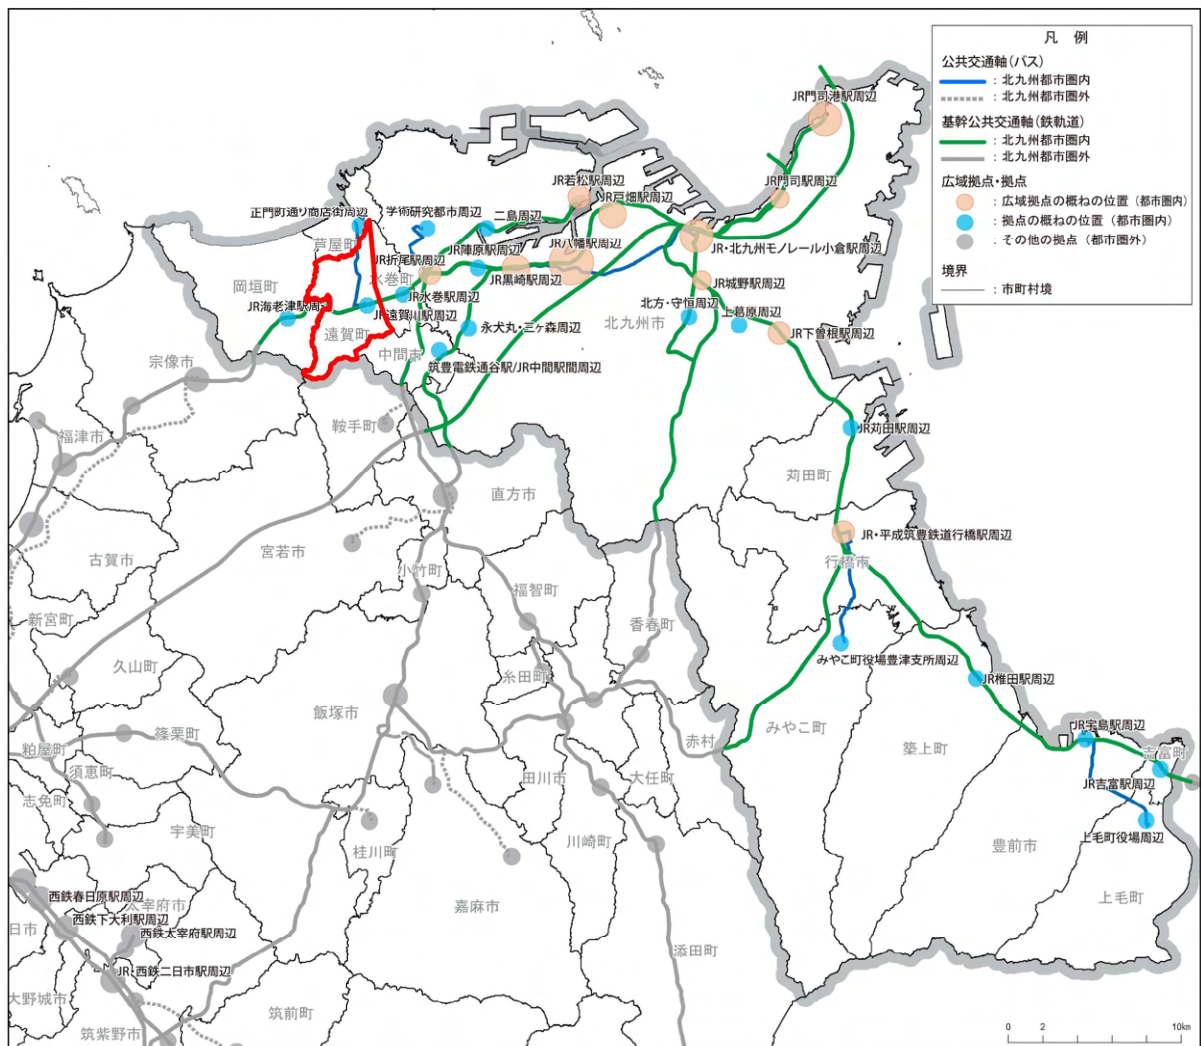 凡 例
公共交通軸(バス)
:北九州都市圏内
:北九州都市圏外
基幹公共交通軸(鉄軌道)
:北九州都市圏内
:北九州都市圏外
広域拠点・拠点
:広域拠点の概ねの位置(都市圏内)
:拠点の概ねの位置(都市圏内)
:その他の拠点(都市圏外)
境界
:市町村境
JR門司港駅周辺
JR門司駅周辺
JR若松駅周辺
JR戸畑駅周辺
正門町通り商店街周辺
学術研究都市周辺
二島周辺
芦屋町
JR陣原駅周辺
JR八幡駅周辺
JR・北九州モノレール小倉駅周辺
JR折尾駅周辺
水巻町
JR黒崎駅周辺
岡垣町
JR城野駅周辺
JR水巻駅周辺
JR海老津駅周辺
JR遠賀川駅周辺
北方・守恒周辺
上葛原周辺
北九州市
永犬丸・三ヶ森周辺
JR下曽根駅周辺
遠賀町
中間市
宗像市
筑豊電鉄通谷駅/JR中間駅間周辺
鞍手町
福津市
JR苅田駅周辺
苅田町
直方市
JR・平成筑豊鉄道行橋駅周辺
宮若市
古賀市
行橋市
小竹町
福智町
新宮町
香春町
久山町
みやこ町役場豊津支所周辺
糸田町
JR椎田駅周辺
飯塚市
みやこ町
篠栗町
赤村
築上町
JR宇島駅周辺
粕屋町
吉富町
須恵町
田川市
大任町
JR吉富駅周辺
志免町
宇美町
上毛町役場周辺
川崎町
豊前市
桂川町
西鉄春日原駅周辺
上毛町
太宰府市
嘉麻市
西鉄下大利駅周辺
日市
西鉄太宰府駅周辺
添田町
JR・西鉄二日市駅周辺
大野城市
筑前町
筑紫野市
0 2 10km